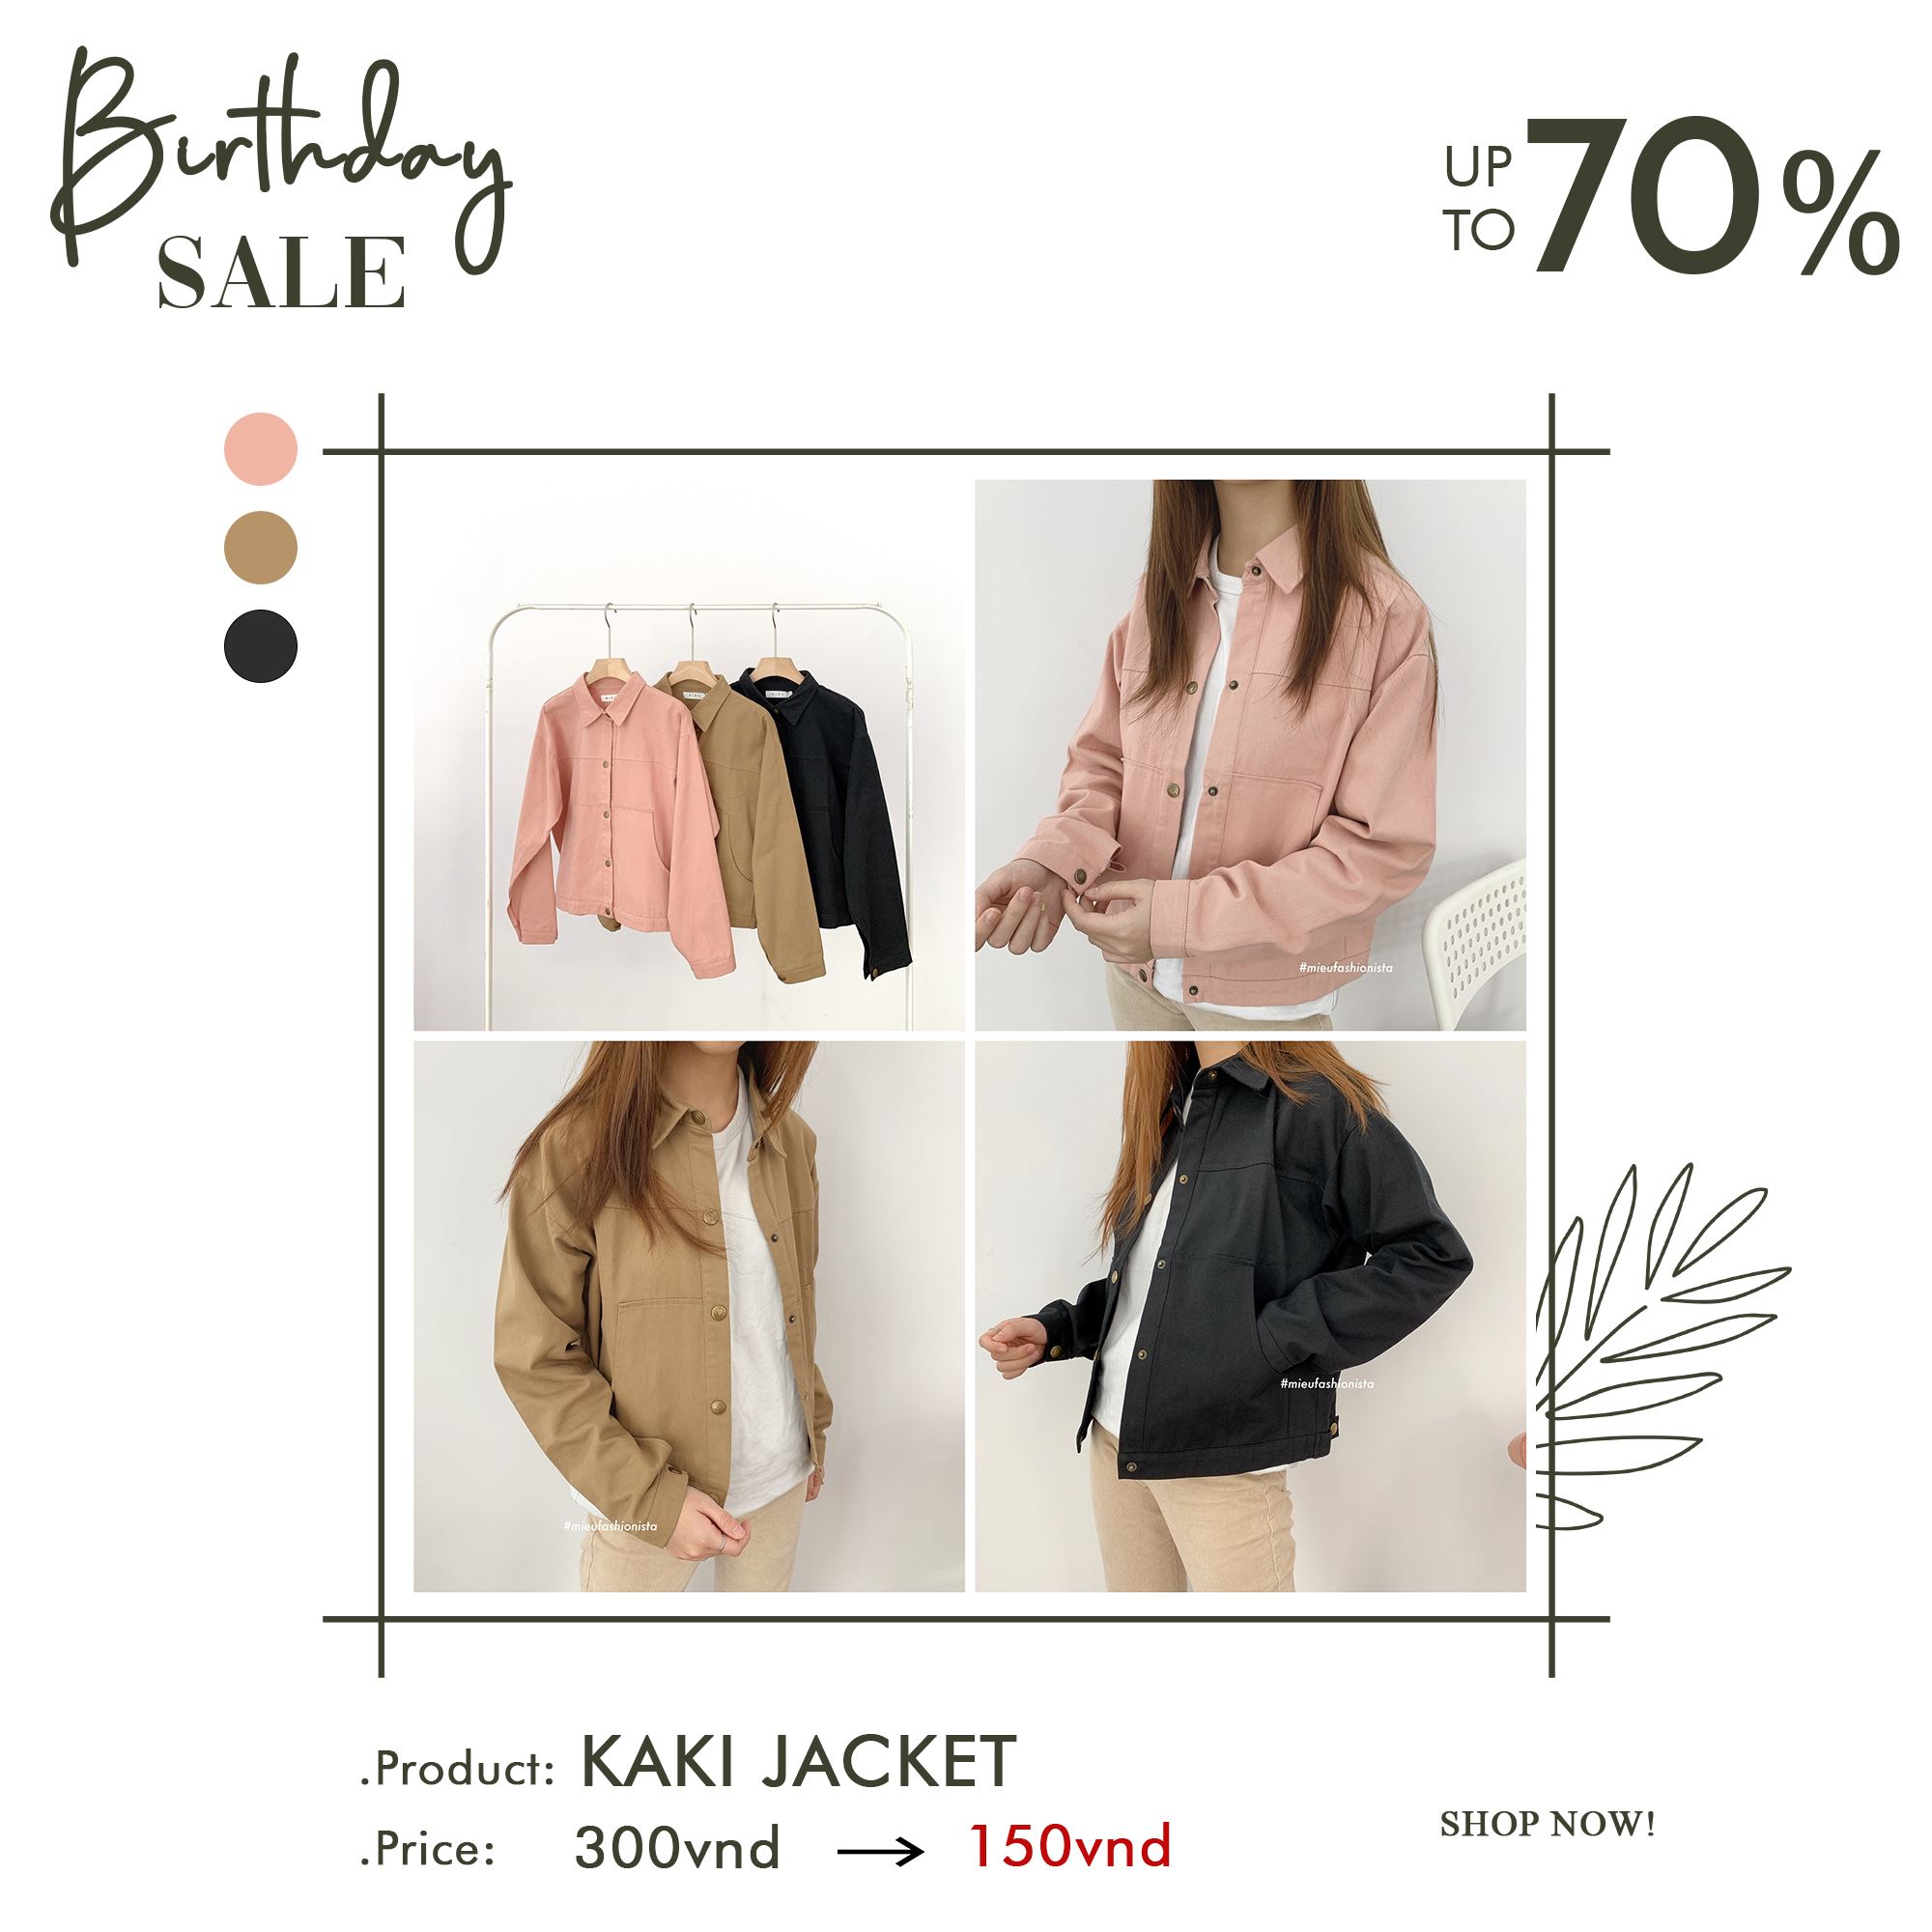 Birthday
SALE
UP
TO
70%
#mieufashionista
#mieufashionista
#mieufashionista
.Product: KAKI JACKET
.Price: 300vnd → 150vnd
SHOP NOW!